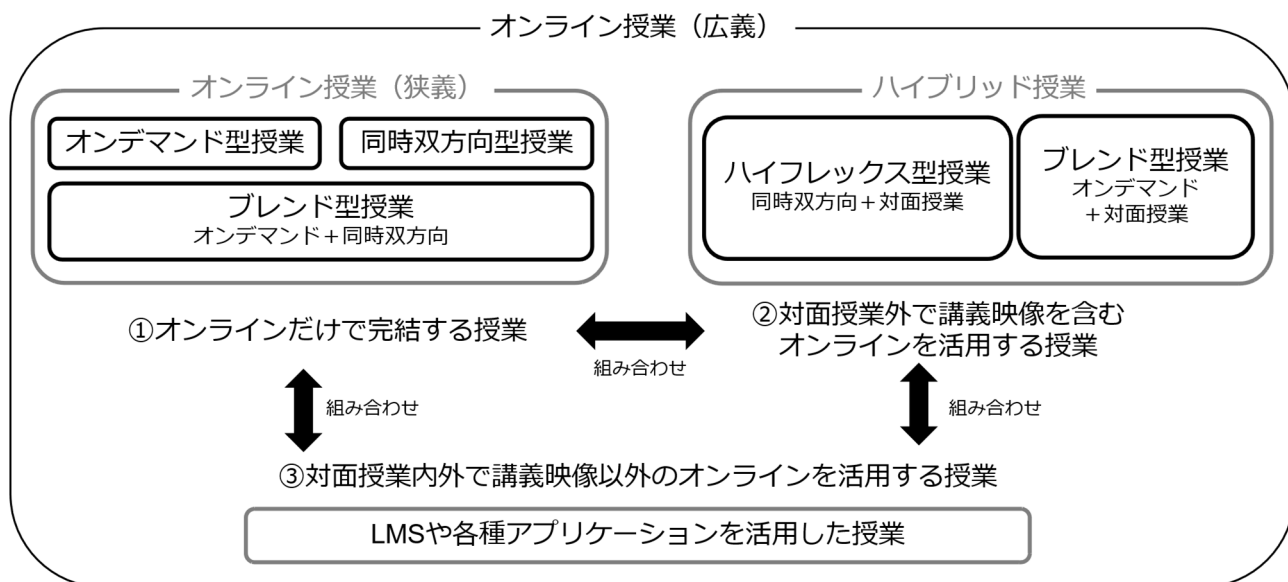 オンライン授業（広義）
オンライン授業（狭義）
オンデマンド型授業
同時双方向型授業
ブレンド型授業
オンデマンド＋同時双方向
ハイブリッド授業
ハイフレックス型授業
同時双方向＋対面授業
ブレンド型授業
オンデマンド
＋対面授業
①オンラインだけで完結する授業
組み合わせ
②対面授業外で講義映像を含む
オンラインを活用する授業
組み合わせ
組み合わせ
③対面授業内外で講義映像以外のオンラインを活用する授業
LMSや各種アプリケーションを活用した授業